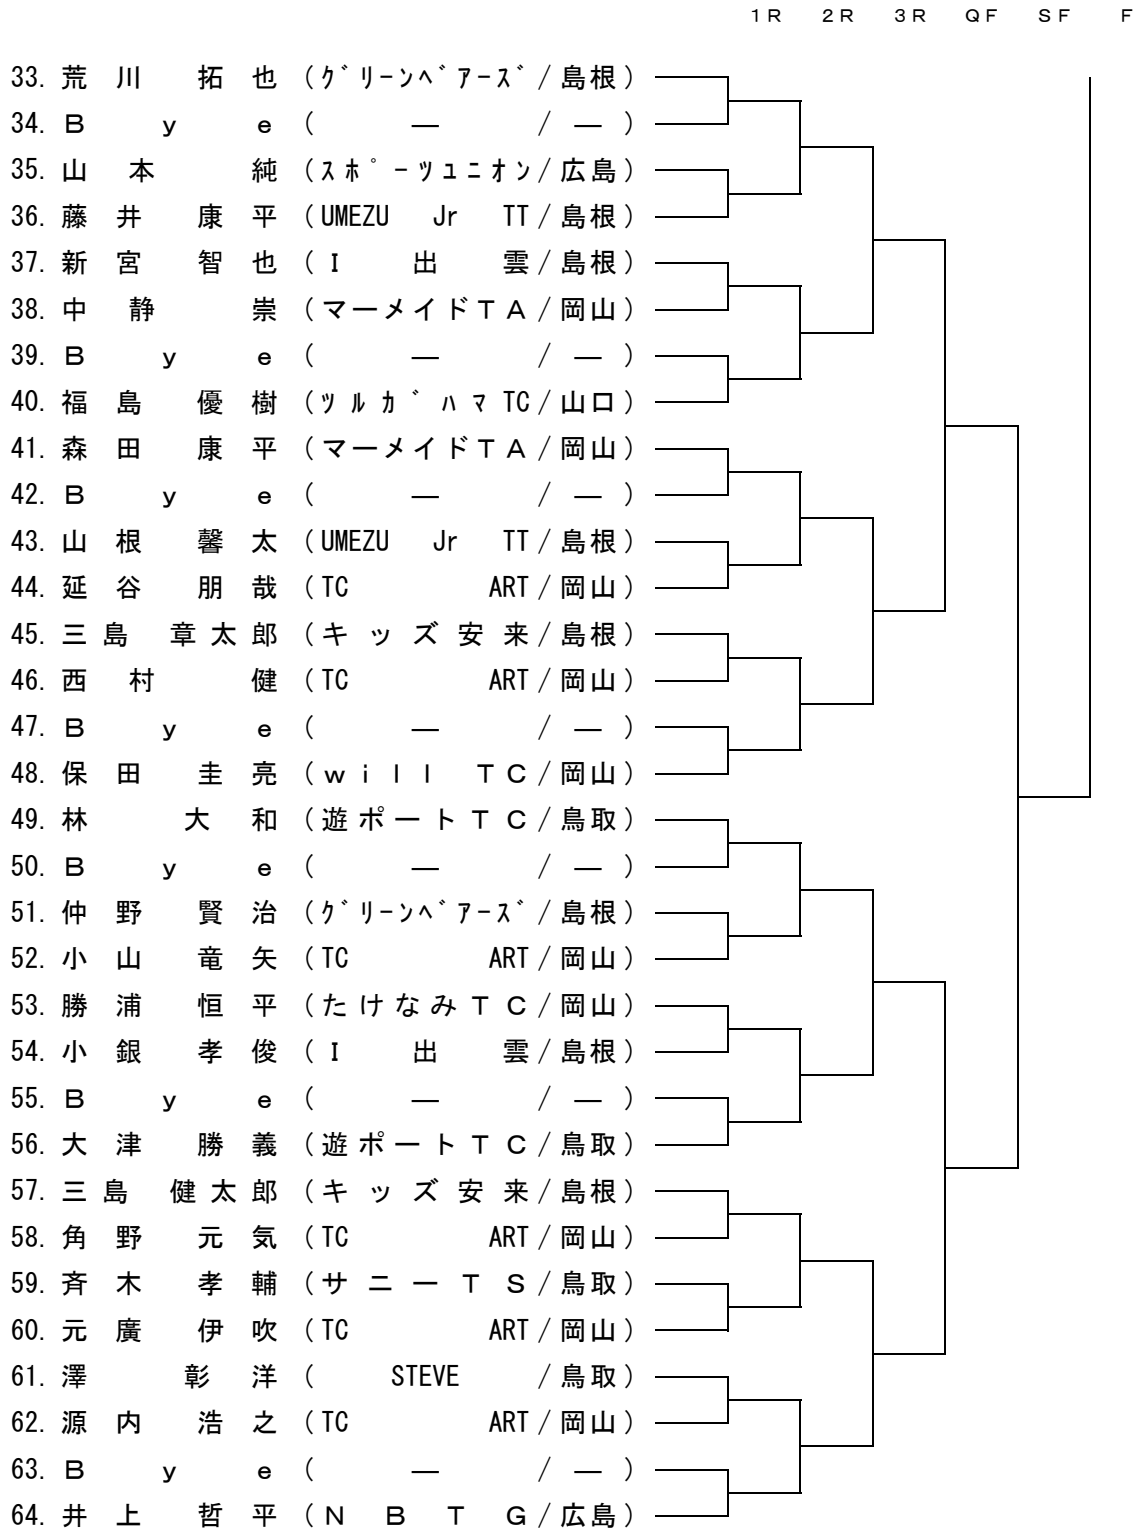 1R 2R 3R QF SF F
33. 荒川 拓也 (グリーンベアーズ/島根)
34. Bye (―/―)
35. 山本 純 (スポーツユニオン/広島)
36. 藤井 康平 (UMEZU Jr TT/島根)
37. 新宮 智也 (I出雲/島根)
38. 中静 崇 (マーメイドTA/岡山)
39. Bye (―/―)
40. 福島 優樹 (ツルガハマTC/山口)
41. 森田 康平 (マーメイドTA/岡山)
42. Bye (―/―)
43. 山根 馨太 (UMEZU Jr TT/島根)
44. 延谷 朋哉 (TC ART/岡山)
45. 三島 章太郎 (キッズ安来/島根)
46. 西村 健 (TC ART/岡山)
47. Bye (―/―)
48. 保田 圭亮 (will TC/岡山)
49. 林 大和 (遊ポートTC/鳥取)
50. Bye (―/―)
51. 仲野 賢治 (グリーンベアーズ/島根)
52. 小山 竜矢 (TC ART/岡山)
53. 勝浦 恒平 (たけなみTC/岡山)
54. 小銀 孝俊 (I出雲/島根)
55. Bye (―/―)
56. 大津 勝義 (遊ポートTC/鳥取)
57. 三島 健太郎 (キッズ安来/島根)
58. 角野 元気 (TC ART/岡山)
59. 斉木 孝輔 (サニーTS/鳥取)
60. 元廣 伊吹 (TC ART/岡山)
61. 澤 彰洋 (STEVE/鳥取)
62. 源内 浩之 (TC ART/岡山)
63. Bye (―/―)
64. 井上 哲平 (NBTG/広島)